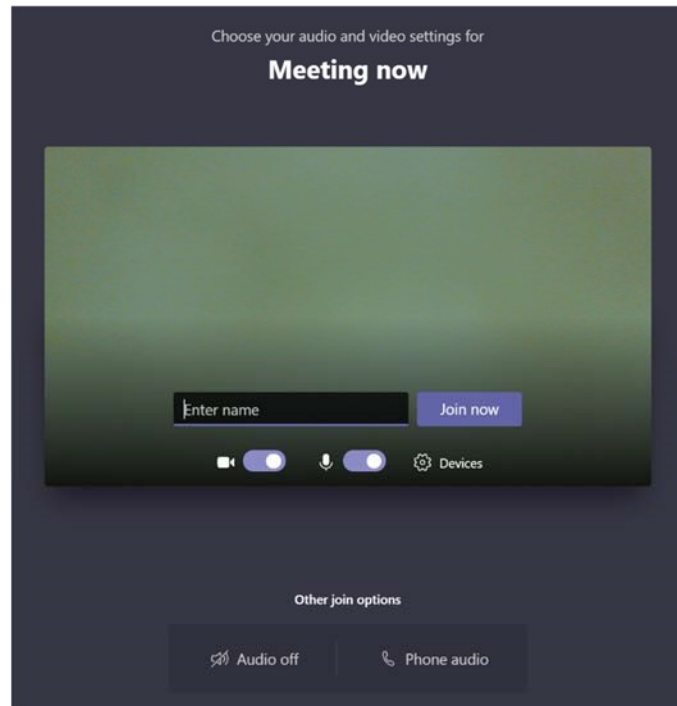 Choose your audio and video settings for
Meeting now
Enter name
Join now
Devices
Other join options
Audio off
Phone audio